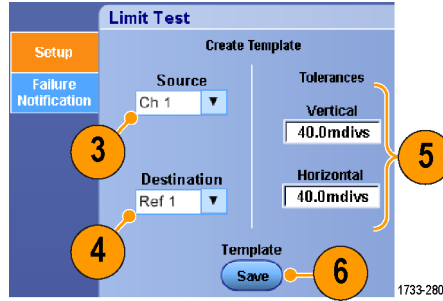 Limit Test
Setup
Failure
Notification
Create Template
Source
Ch 1
3
Destination
Ref 1
4
Tolerances
Vertical
40.0mdivs
Horizontal
40.0mdivs
5
Template
Save
6
1733-280